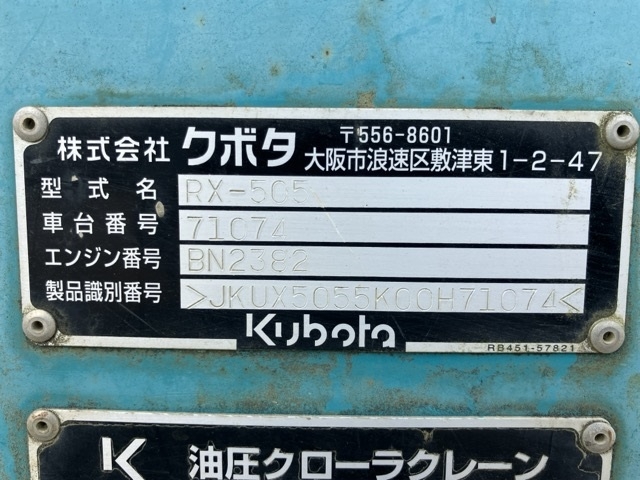 株式会社 クボタ 〒556-8601
大阪市浪速区敷津東1-2-47
型式名 RX-505
車台番号 71074
エンジン番号 BN2382
製品識別番号 >JKUX5055K00H71074<
Kubota
RB451-57821
K 油圧クローラクレーン